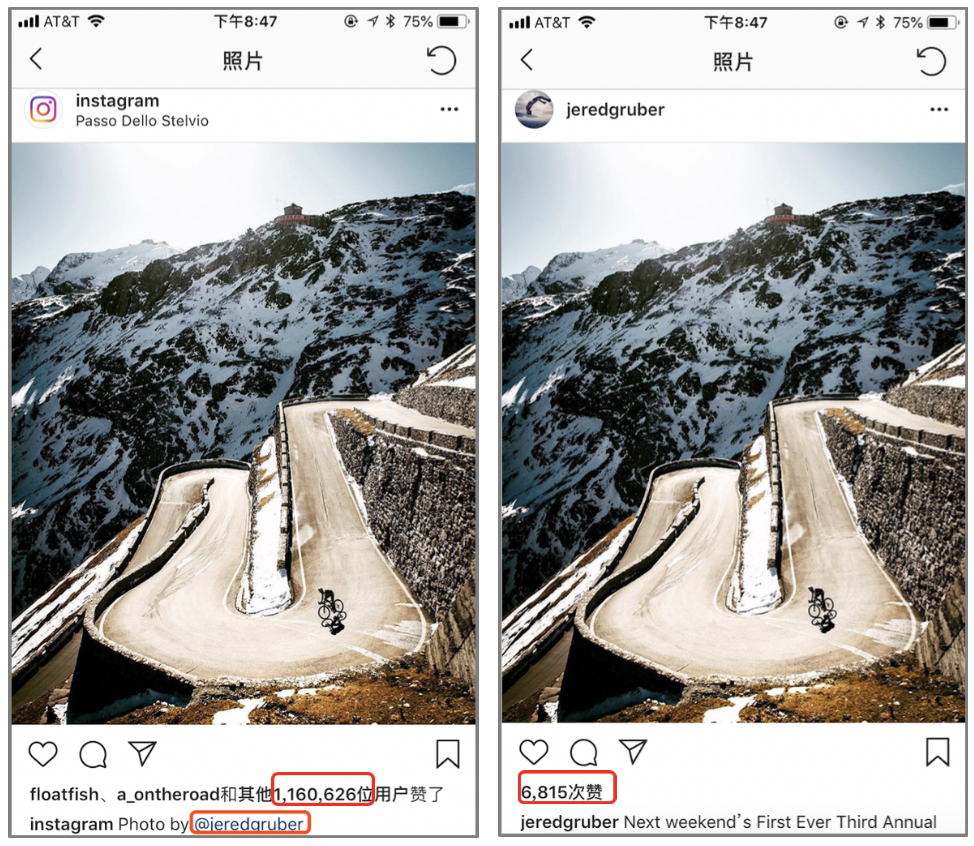 AT&T 下午8:47 75%
照片
instagram
Passo Dello Stelvio
floatfish、a_ontheroad和其他1,160,626位用户赞了
instagram Photo by @jeredgruber
AT&T 下午8:47 75%
照片
jeredgruber
6,815次赞
jeredgruber Next weekend's First Ever Third Annual